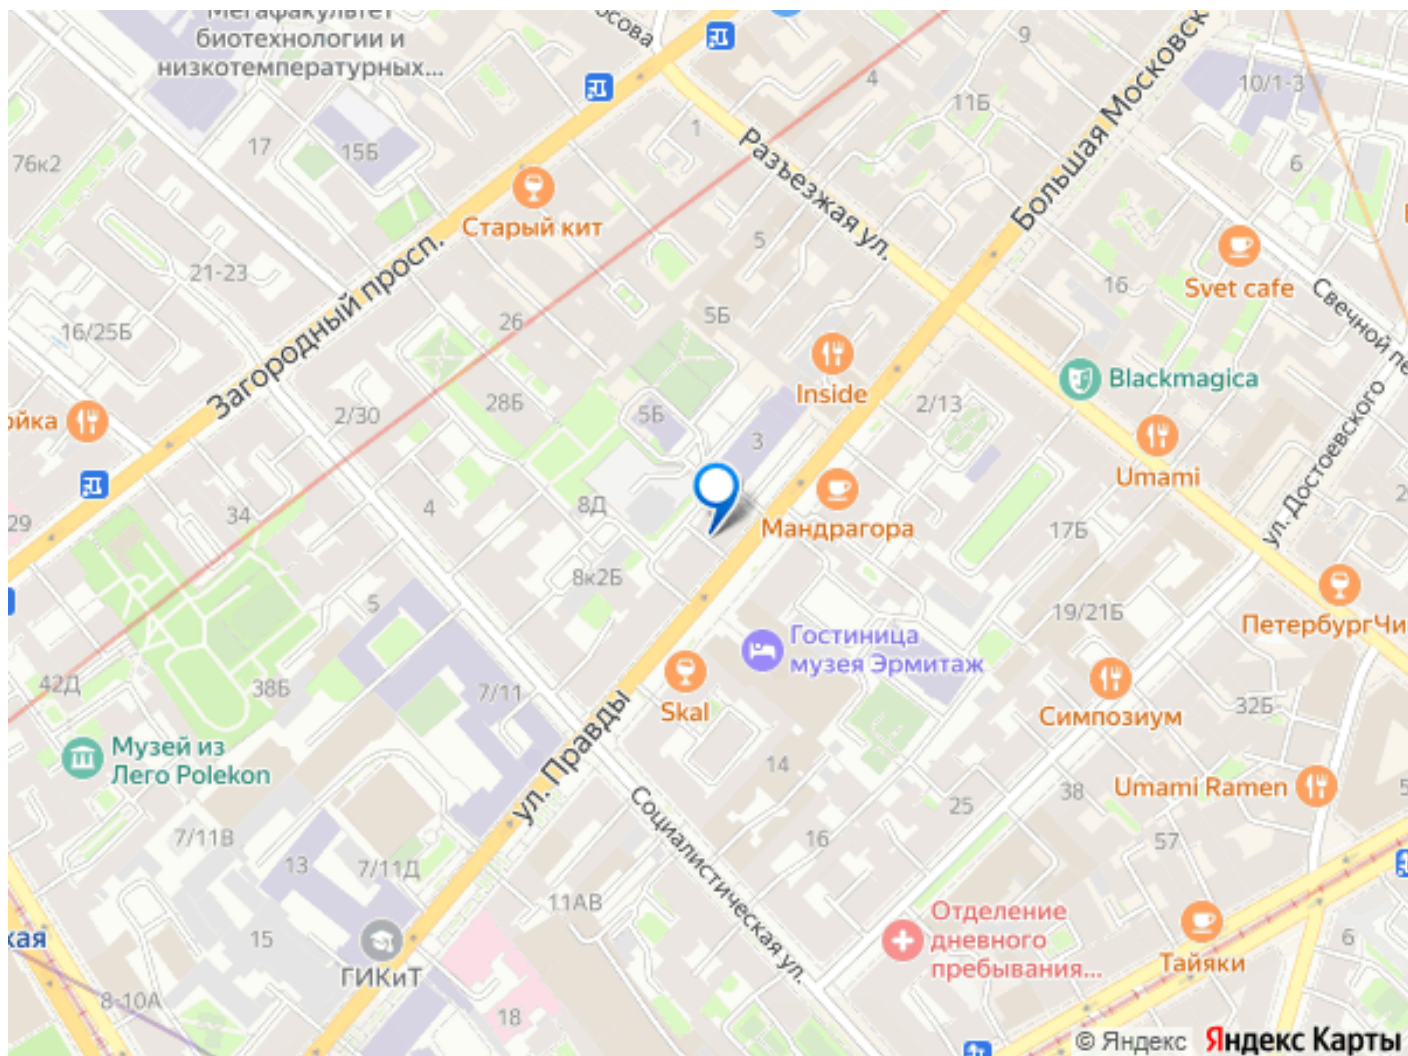 Мегафакультет
биотехнологии и
низкотемпературных...
9
4
10/1-3
11Б
1
17
15Б
76к2
6
Большая Московск
Разъезжая ул.
Старый кит
5
21-23
Загородный просп.
16
Svet cafe
Свечной пе
26
5Б
16/25Б
Inside
Blackmagica
28Б
2/30
5Б
2/13
ойка
3
Umami
ул. Достоевского
34
4
8Д
Мандрагора
17Б
29
8к2Б
5
19/21Б
ПетербургЧи
Гостиница
музея Эрмитаж
42Д
38Б
7/11
Skal
Симпозиум
32Б
ул. Правды
Музей из
Лего Polekon
14
Umami Ramen
5
Социалистическая ул.
25
38
7/11В
16
57
13
7/11Д
11АВ
Отделение
дневного
пребывания...
кая
15
6
ГИКиТ
Тайяки
8-10А
18
© Яндекс Яндекс Карты